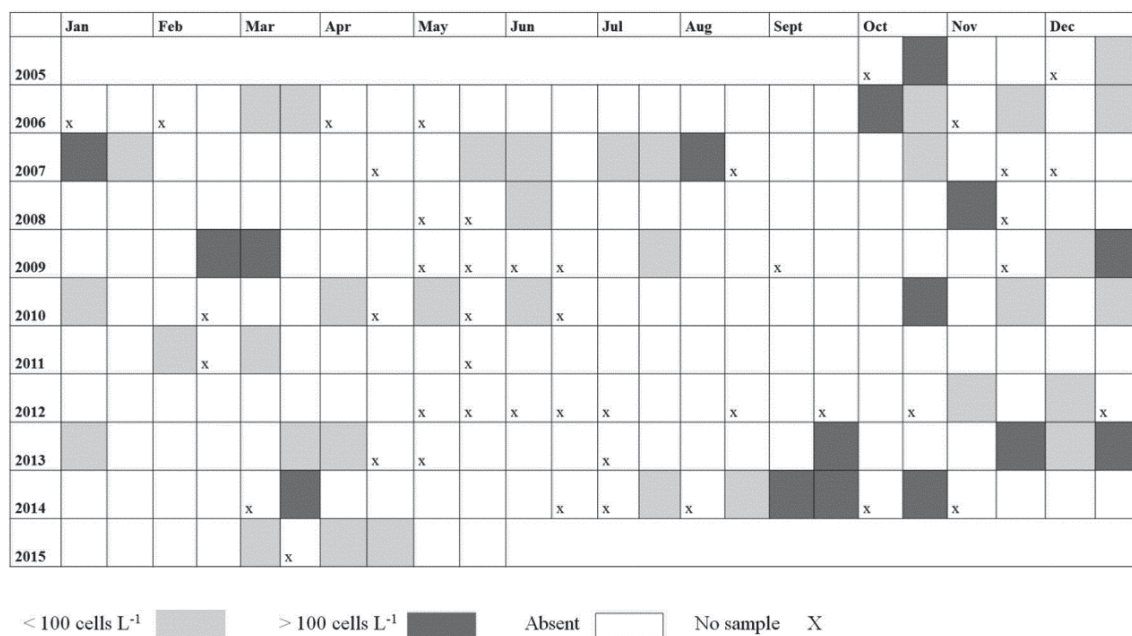 Jan Feb Mar Apr May Jun Jul Aug Sept Oct Nov Dec
2005 x x
2006 x x x x x
2007 x x x x
2008 x x x
2009 x x x x x x
2010 x x x x
2011 x x
2012 x x x x x x x x x
2013 x x x
2014 x x x x x x
2015 x
< 100 cells L⁻¹ > 100 cells L⁻¹ Absent No sample X